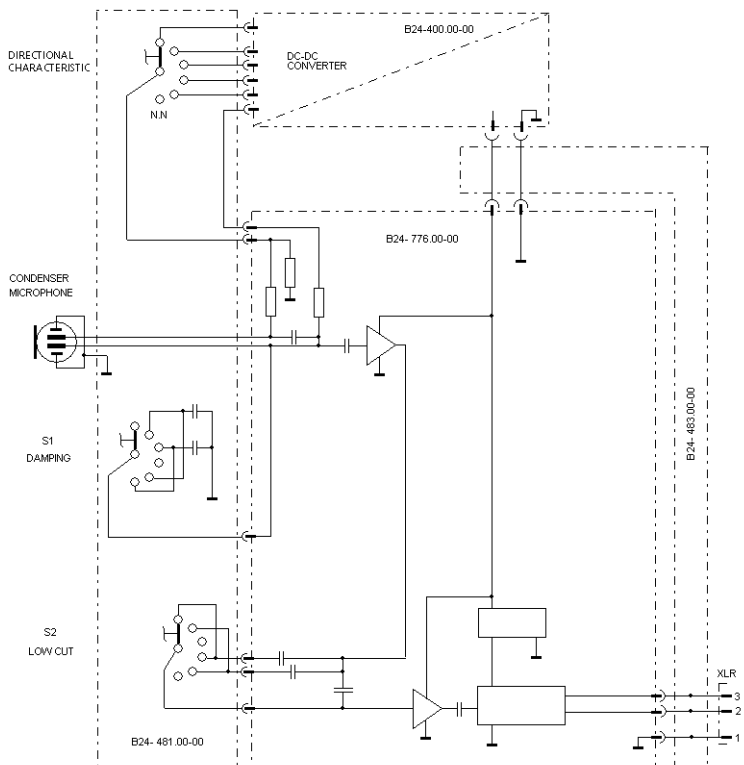 B24-400.00-00
DIRECTIONAL
CHARACTERISTIC
DC-DC
CONVERTER
N.N
B24- 776.00-00
CONDENSER
MICROPHONE
B24- 483.00-00
S1
DAMPING
S2
LOW CUT
XLR
3
2
1
B24- 481.00-00